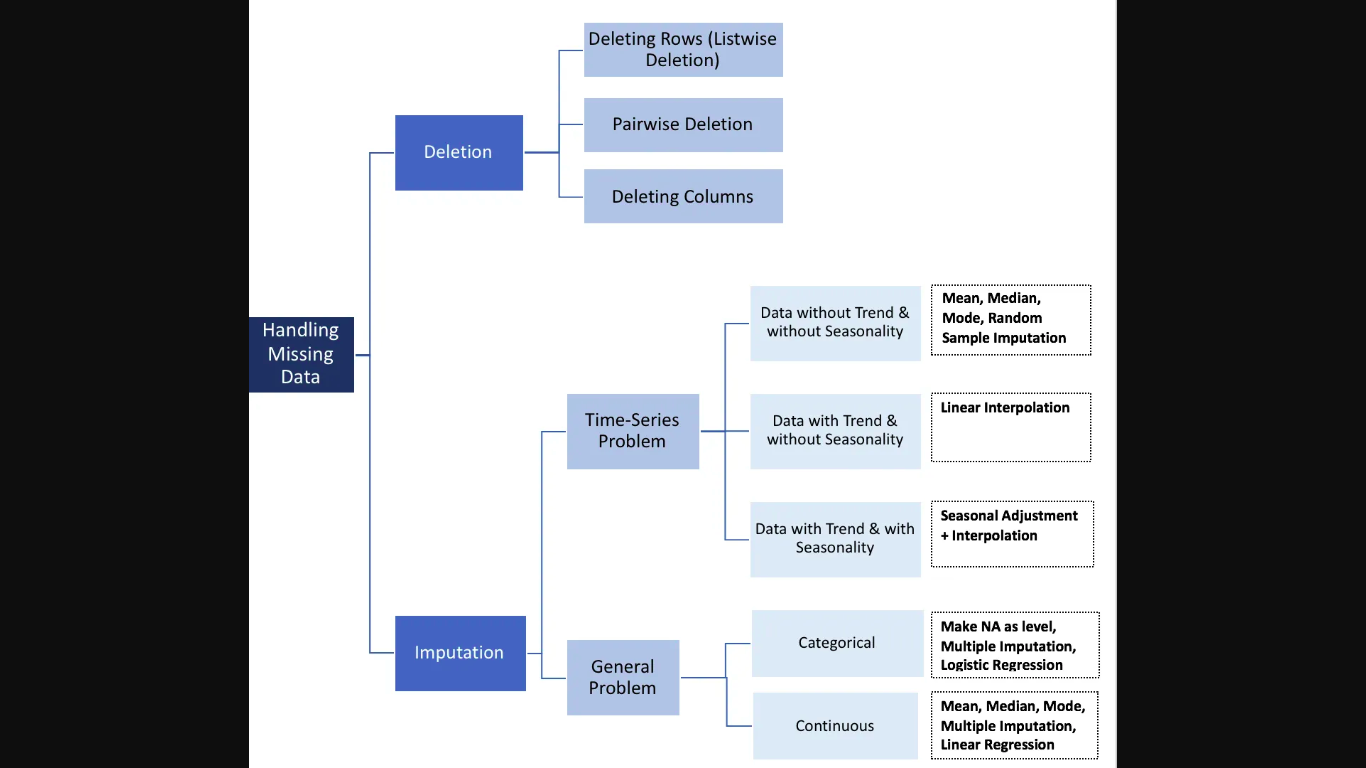 Deleting Rows (Listwise
Deletion)
Pairwise Deletion
Deletion
Deleting Columns
Handling
Missing
Data
Data without Trend &
without Seasonality
Mean, Median,
Mode, Random
Sample Imputation
Time-Series
Problem
Data with Trend &
without Seasonality
Linear Interpolation
Data with Trend & with
Seasonality
Seasonal Adjustment
+ Interpolation
Imputation
General
Problem
Categorical
Make NA as level,
Multiple Imputation,
Logistic Regression
Continuous
Mean, Median, Mode,
Multiple Imputation,
Linear Regression